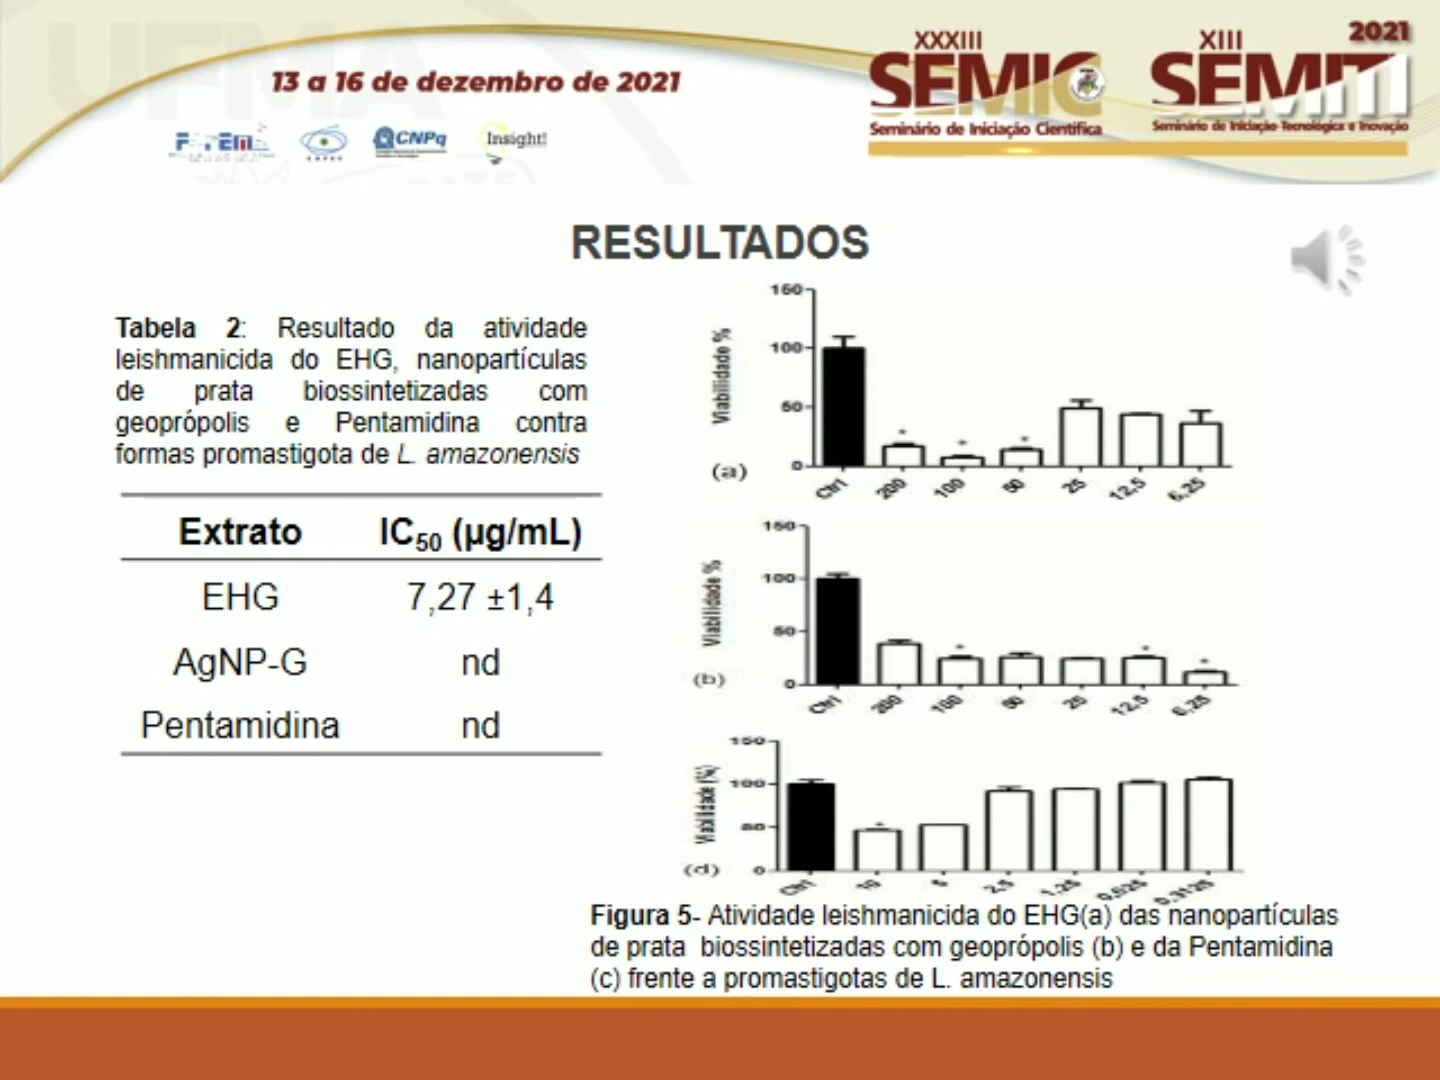 UFMA
13 a 16 de dezembro de 2021
CNPq
Insight!
XXXIII
SEMIC
Seminário de Iniciação Científica
XIII
2021
SEMITI
Seminário de Iniciação Tecnológica e Inovação
RESULTADOS
Tabela 2: Resultado da atividade
leishmanicida do EHG, nanopartículas
de prata biossintetizadas com
geoprópolis e Pentamidina contra
formas promastigota de L. amazonensis
Extrato IC50 (µg/mL)
EHG 7,27 ±1,4
AgNP-G nd
Pentamidina nd
150
100
50
0
Viabilidade %
(a)
Ctrl 200 100 50 25 12,5 6,25
150
100
50
0
Viabilidade %
(b)
Ctrl 200 100 50 25 12,5 6,25
150
100
50
0
Viabilidade (%)
(d)
Ctrl 10 5 2,5 1,25 0,625 0,3125
Figura 5- Atividade leishmanicida do EHG(a) das nanopartículas
de prata biossintetizadas com geoprópolis (b) e da Pentamidina
(c) frente a promastigotas de L. amazonensis